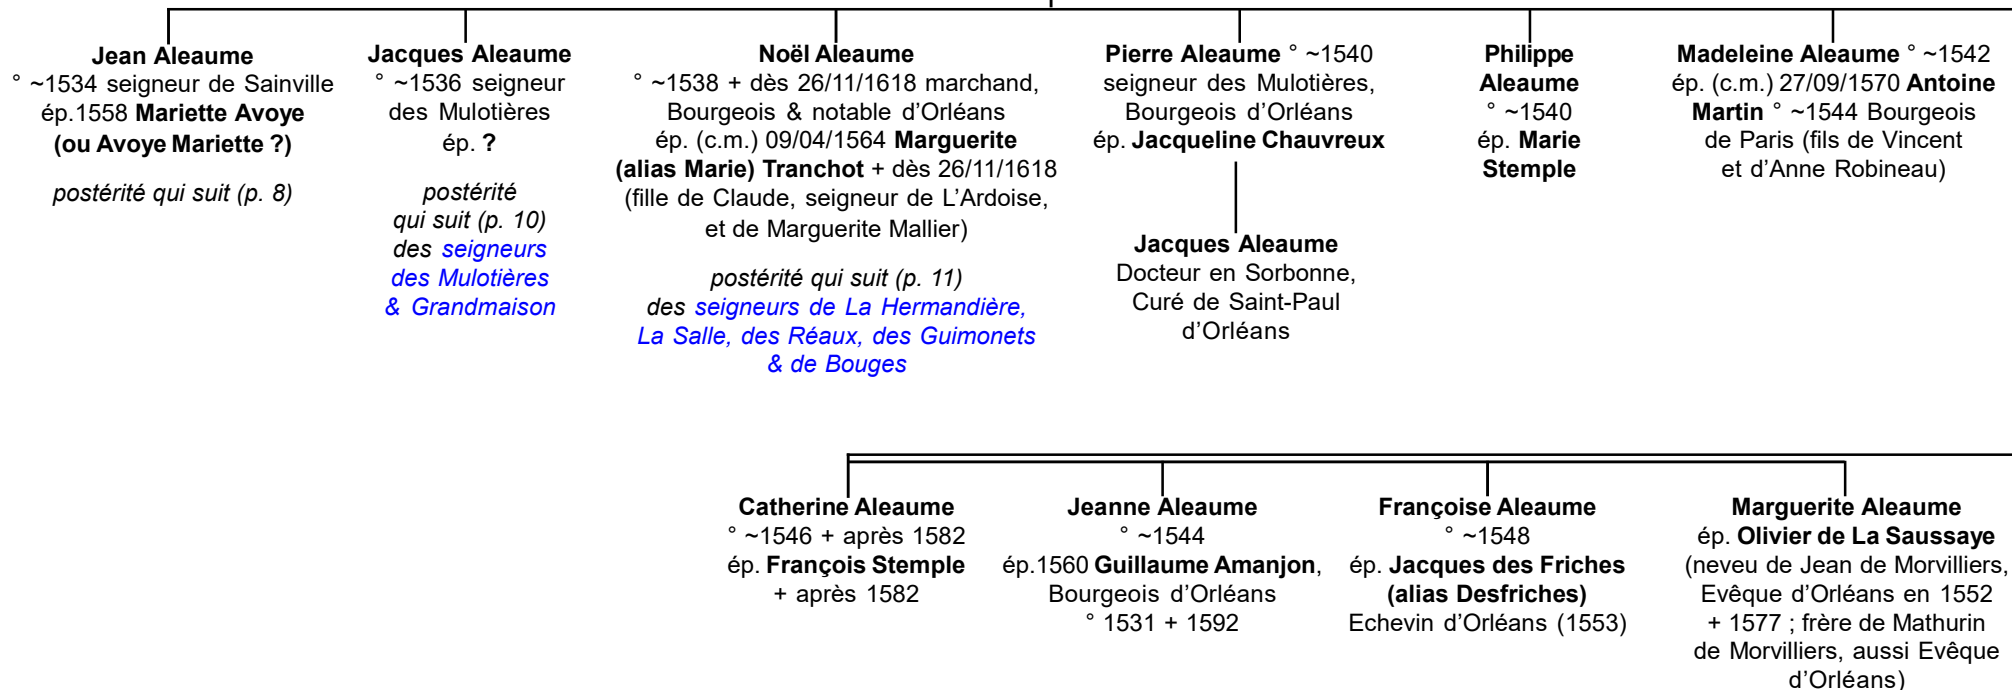 Jean Aleaume
° ~1534 seigneur de Sainville
ép.1558 Mariette Avoye
(ou Avoye Mariette ?)
postérité qui suit (p. 8)
Jacques Aleaume
° ~1536 seigneur
des Mulotières
ép. ?
postérité
qui suit (p. 10)
des seigneurs
des Mulotières
& Grandmaison
Noël Aleaume
° ~1538 + dès 26/11/1618 marchand,
Bourgeois & notable d’Orléans
ép. (c.m.) 09/04/1564 Marguerite
(alias Marie) Tranchot + dès 26/11/1618
(fille de Claude, seigneur de L’Ardoise,
et de Marguerite Mallier)
postérité qui suit (p. 11)
des seigneurs de La Hermandière,
La Salle, des Réaux, des Guimonets
& de Bouges
Pierre Aleaume ° ~1540
seigneur des Mulotières,
Bourgeois d’Orléans
ép. Jacqueline Chauvreux
Jacques Aleaume
Docteur en Sorbonne,
Curé de Saint-Paul
d’Orléans
Philippe
Aleaume
° ~1540
ép. Marie
Stemple
Madeleine Aleaume ° ~1542
ép. (c.m.) 27/09/1570 Antoine
Martin ° ~1544 Bourgeois
de Paris (fils de Vincent
et d’Anne Robineau)
Catherine Aleaume
° ~1546 + après 1582
ép. François Stemple
+ après 1582
Jeanne Aleaume
° ~1544
ép.1560 Guillaume Amanjon,
Bourgeois d’Orléans
° 1531 + 1592
Françoise Aleaume
° ~1548
ép. Jacques des Friches
(alias Desfriches)
Echevin d’Orléans (1553)
Marguerite Aleaume
ép. Olivier de La Saussaye
(neveu de Jean de Morvilliers,
Evêque d’Orléans en 1552
+ 1577 ; frère de Mathurin
de Morvilliers, aussi Evêque
d’Orléans)